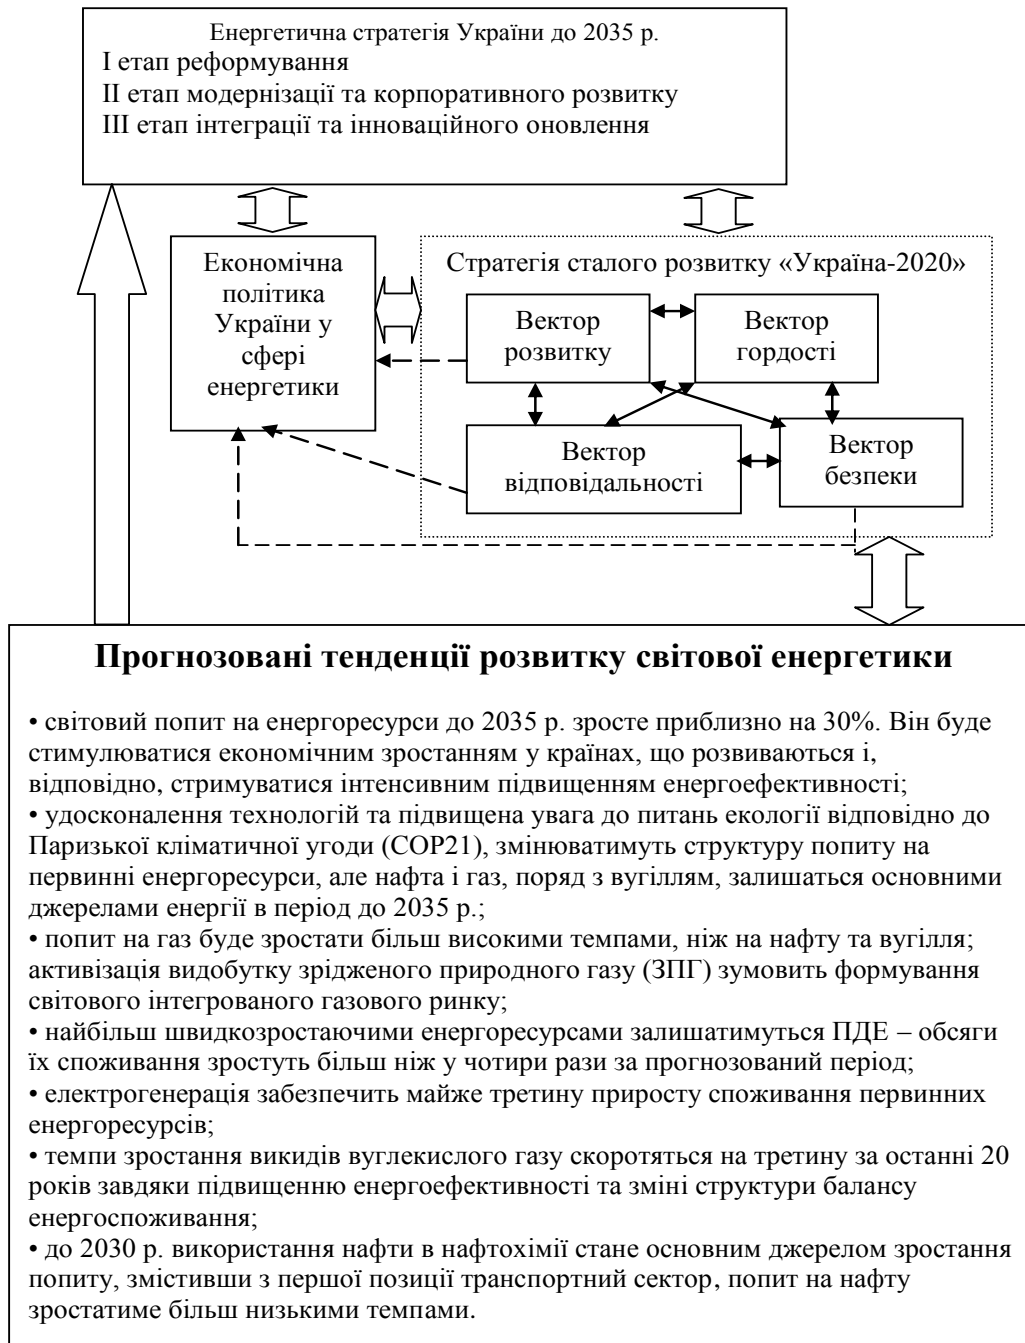 Енергетична стратегія України до 2035 р.
І етап реформування
ІІ етап модернізації та корпоративного розвитку
ІІІ етап інтеграції та інноваційного оновлення
Економічна
політика
України у
сфері
енергетики
Стратегія сталого розвитку «Україна-2020»
Вектор
розвитку
Вектор
гордості
Вектор
відповідальності
Вектор
безпеки
Прогнозовані тенденції розвитку світової енергетики
• світовий попит на енергоресурси до 2035 р. зросте приблизно на 30%. Він буде
стимулюватися економічним зростанням у країнах, що розвиваються і,
відповідно, стримуватися інтенсивним підвищенням енергоефективності;
• удосконалення технологій та підвищена увага до питань екології відповідно до
Паризької кліматичної угоди (COP21), змінюватимуть структуру попиту на
первинні енергоресурси, але нафта і газ, поряд з вугіллям, залишаться основними
джерелами енергії в період до 2035 р.;
• попит на газ буде зростати більш високими темпами, ніж на нафту та вугілля;
активізація видобутку зрідженого природного газу (ЗПГ) зумовить формування
світового інтегрованого газового ринку;
• найбільш швидкозростаючими енергоресурсами залишатимуться ПДЕ – обсяги
їх споживання зростуть більш ніж у чотири рази за прогнозований період;
• електрогенерація забезпечить майже третину приросту споживання первинних
енергоресурсів;
• темпи зростання викидів вуглекислого газу скоротяться на третину за останні 20
років завдяки підвищенню енергоефективності та зміні структури балансу
енергоспоживання;
• до 2030 р. використання нафти в нафтохімії стане основним джерелом зростання
попиту, змістивши з першої позиції транспортний сектор, попит на нафту
зростатиме більш низькими темпами.